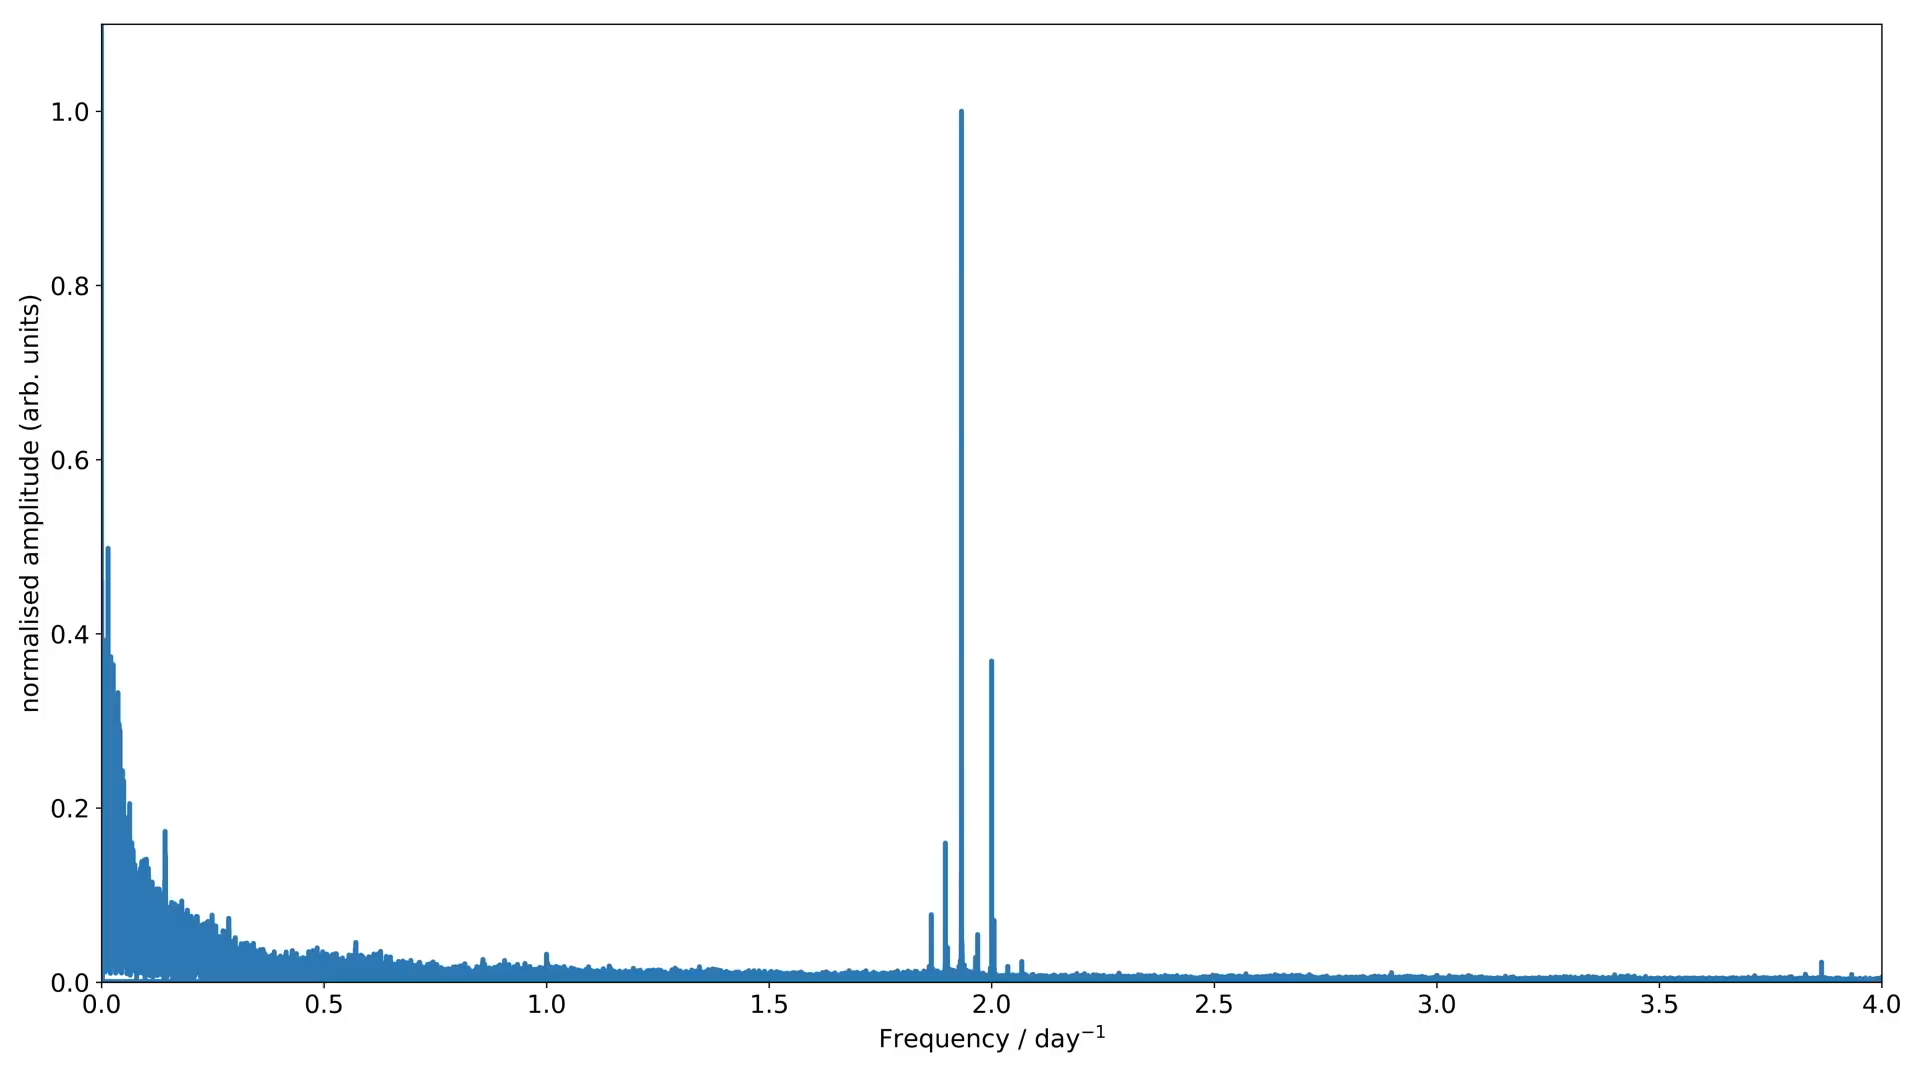 1.0
0.8
0.6
0.4
0.2
0.0
normalised amplitude (arb. units)
0.0 0.5 1.0 1.5 2.0 2.5 3.0 3.5 4.0
Frequency / day⁻¹